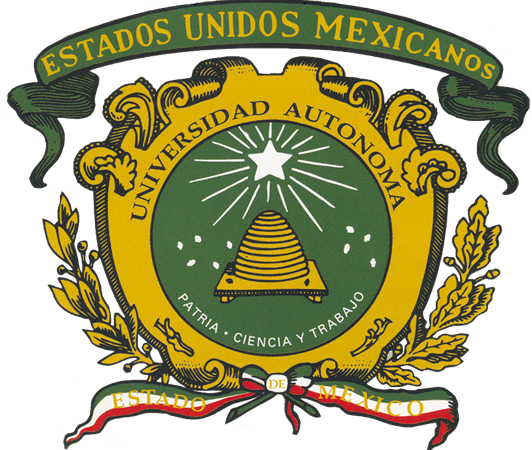 ESTADOS UNIDOS MEXICANOS
UNIVERSIDAD AUTONOMA
PATRIA • CIENCIA Y TRABAJO
ESTADO DE MEXICO